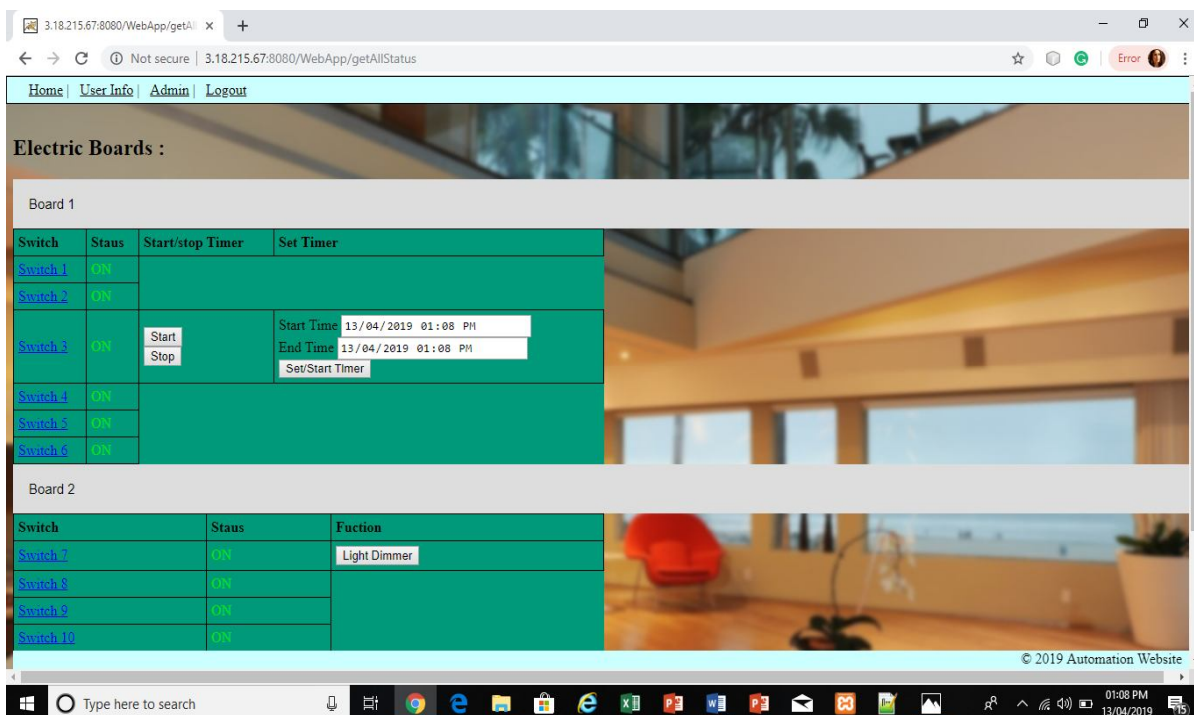 3.18.215.67:8080/WebApp/getAll
Not secure | 3.18.215.67:8080/WebApp/getAllStatus
Error
Home | User Info | Admin | Logout
Electric Boards :
Board 1
Switch Staus Start/stop Timer Set Timer
Switch 1 ON
Switch 2 ON
Switch 3 ON
Start
Stop
Start Time 13/04/2019 01:08 PM
End Time 13/04/2019 01:08 PM
Set/Start TImer
Switch 4 ON
Switch 5 ON
Switch 6 ON
Board 2
Switch Staus Fuction
Switch 7 ON Light Dimmer
Switch 8 ON
Switch 9 ON
Switch 10 ON
© 2019 Automation Website
Type here to search
01:08 PM
13/04/2019
15